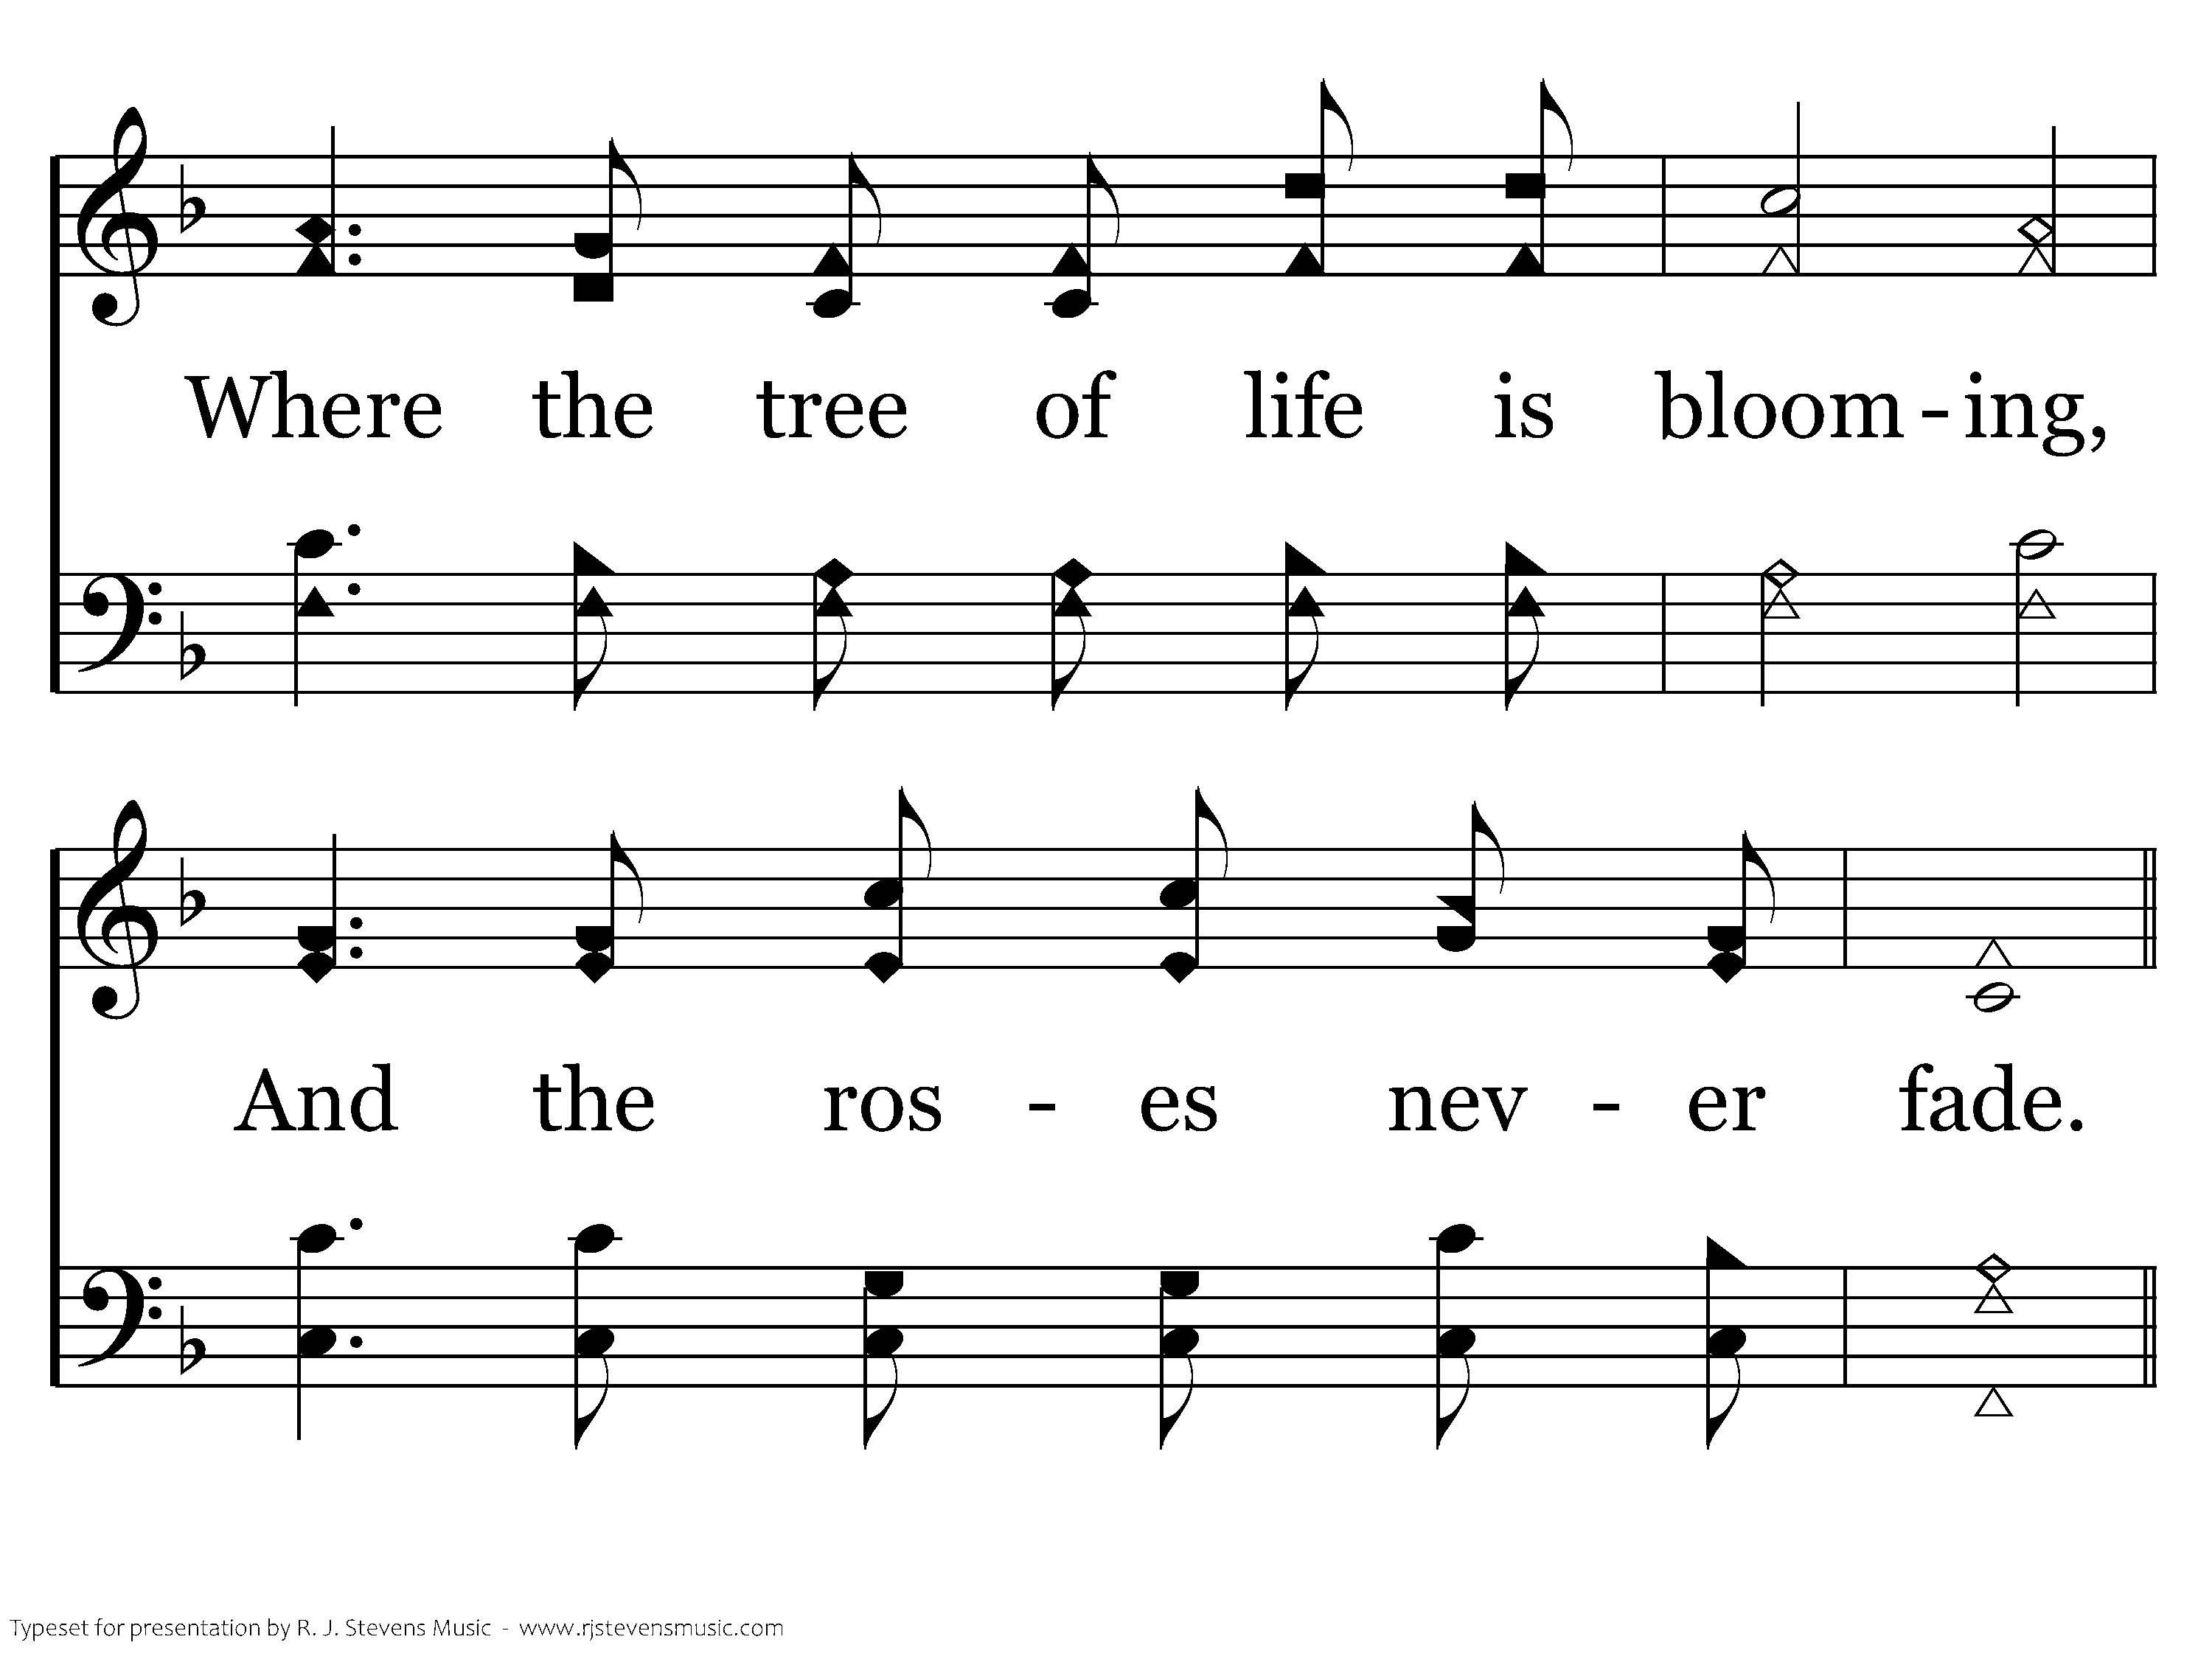 Where the tree of life is bloom - ing,
And the ros - es nev - er fade.
Typeset for presentation by R. J. Stevens Music - www.rjstevensmusic.com